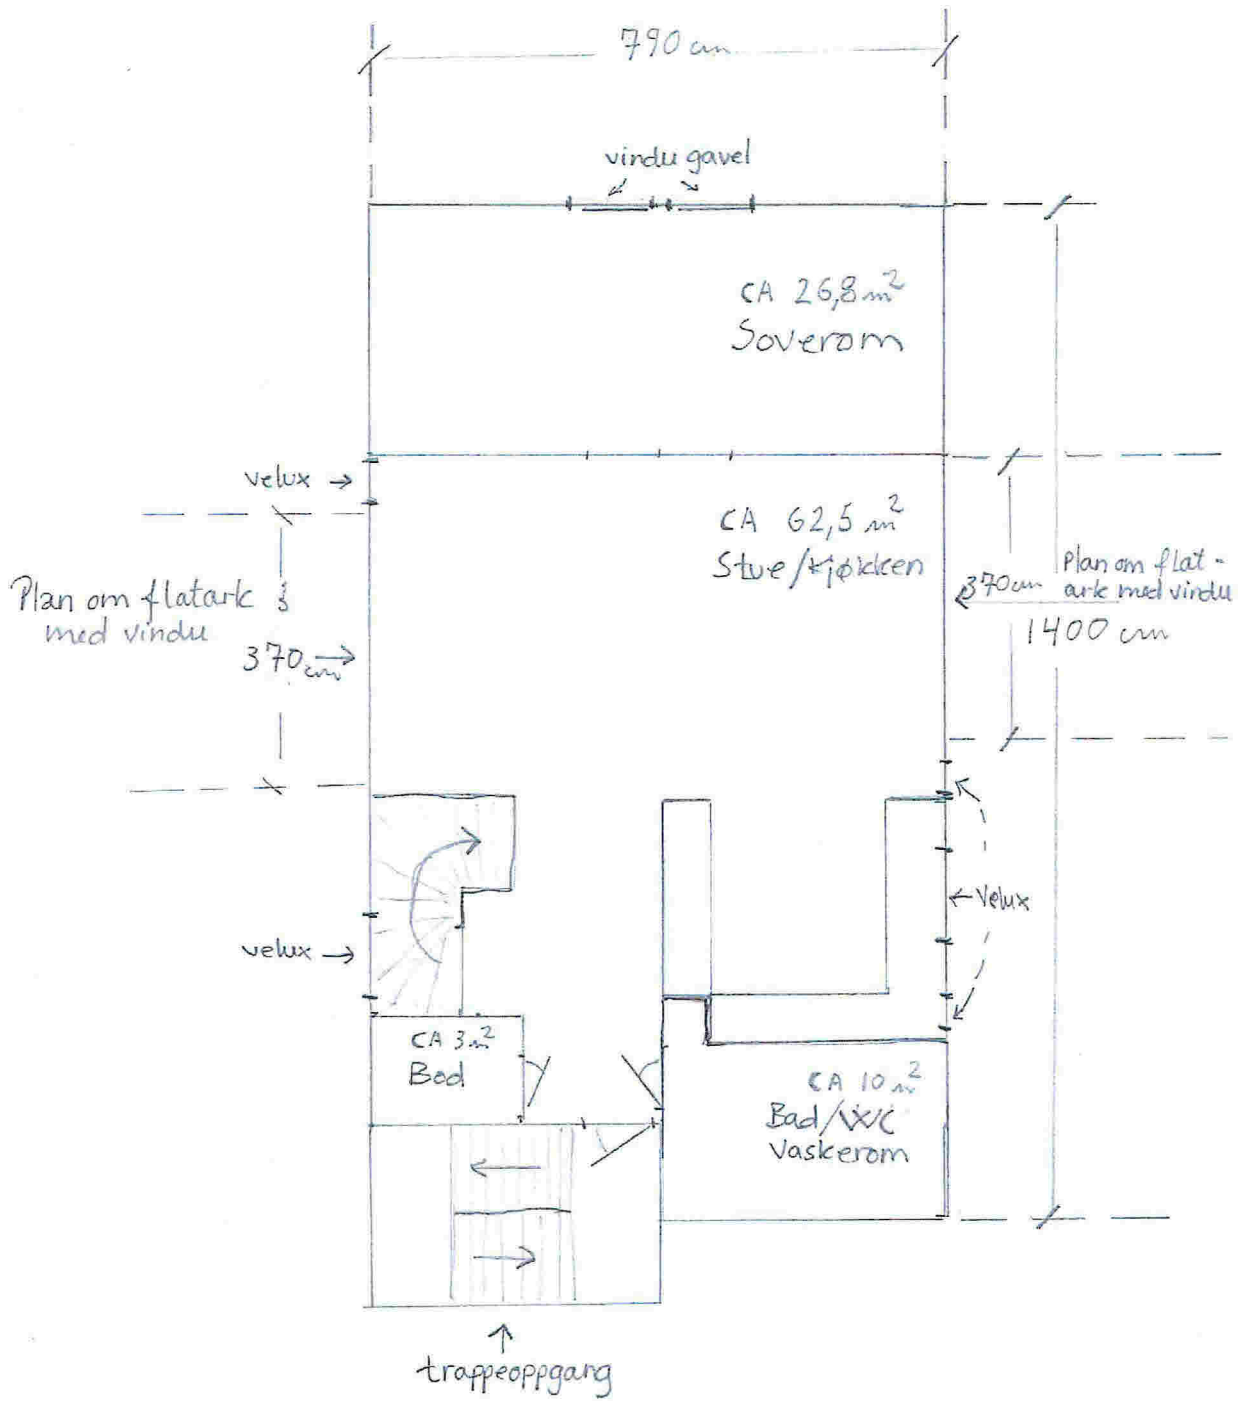 790 cm
vindu gavel
CA 26,8 m²
Soverom
velux
CA 62,5 m²
Stue/kjøkken
Plan om flatark
med vindu
370 cm
370 cm
Plan om flat-
ark med vindu
1400 cm
velux
Velux
CA 3 m²
Bod
CA 10 m²
Bad/WC
Vaskerom
trappeoppgang